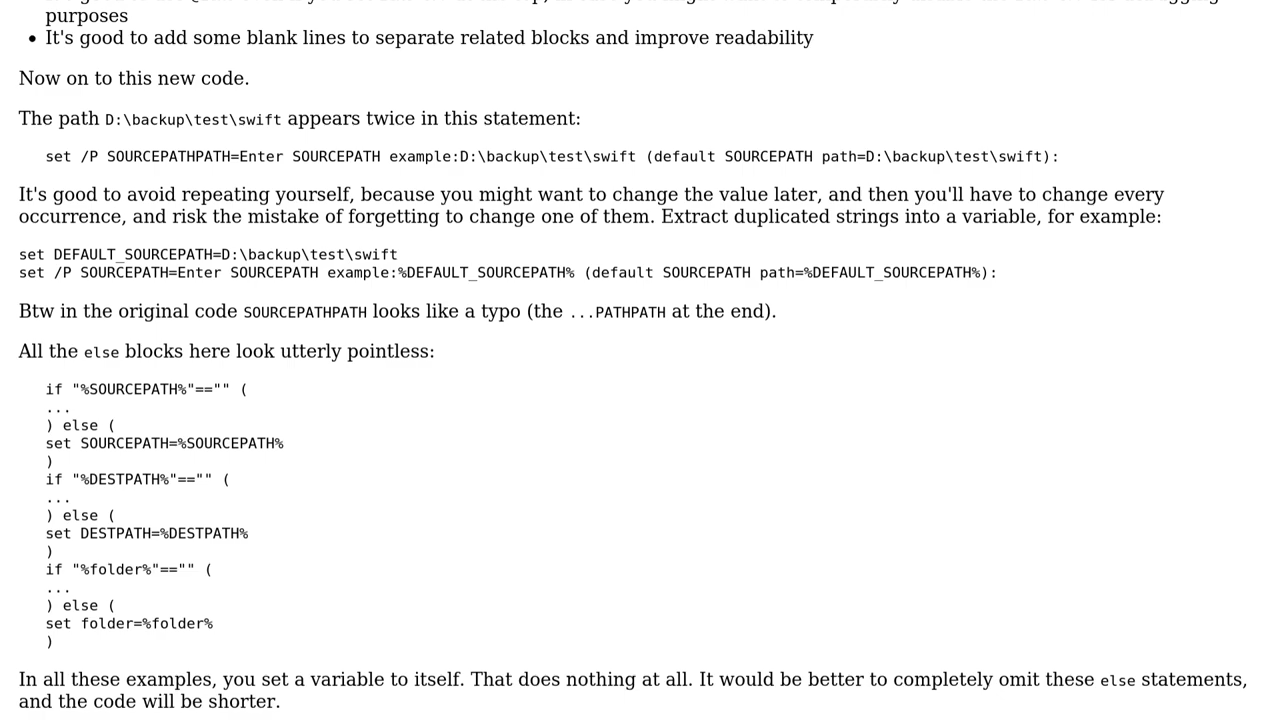 purposes
• It's good to add some blank lines to separate related blocks and improve readability
Now on to this new code.
The path D:\backup\test\swift appears twice in this statement:
set /P SOURCEPATHPATH=Enter SOURCEPATH example:D:\backup\test\swift (default SOURCEPATH path=D:\backup\test\swift):
It's good to avoid repeating yourself, because you might want to change the value later, and then you'll have to change every
occurrence, and risk the mistake of forgetting to change one of them. Extract duplicated strings into a variable, for example:
set DEFAULT_SOURCEPATH=D:\backup\test\swift
set /P SOURCEPATH=Enter SOURCEPATH example:%DEFAULT_SOURCEPATH% (default SOURCEPATH path=%DEFAULT_SOURCEPATH%):
Btw in the original code SOURCEPATHPATH looks like a typo (the ...PATHPATH at the end).
All the else blocks here look utterly pointless:
if "%SOURCEPATH%"=="" (
...
) else (
set SOURCEPATH=%SOURCEPATH%
)
if "%DESTPATH%"=="" (
...
) else (
set DESTPATH=%DESTPATH%
)
if "%folder%"=="" (
...
) else (
set folder=%folder%
)
In all these examples, you set a variable to itself. That does nothing at all. It would be better to completely omit these else statements,
and the code will be shorter.